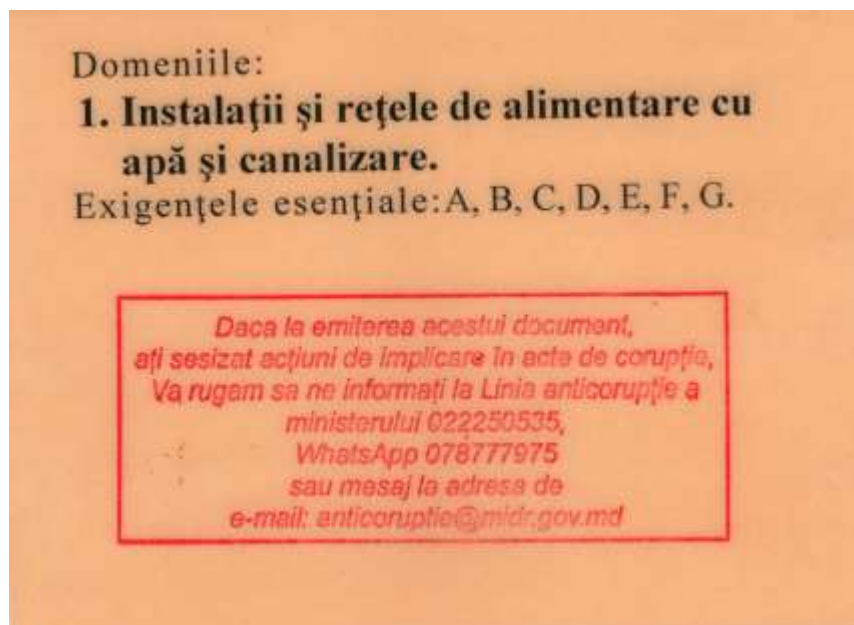 Domeniile:
1. Instalaţii şi reţele de alimentare cu
apă şi canalizare.
Exigenţele esenţiale: A, B, C, D, E, F, G.
Daca la emiterea acestui document,
aţi sesizat acţiuni de implicare în acte de corupţie,
Va rugam sa ne informaţi la Linia anticorupţie a
ministerului 022250535,
WhatsApp 078777975
sau mesaj la adresa de
e-mail: anticoruptie@midr.gov.md